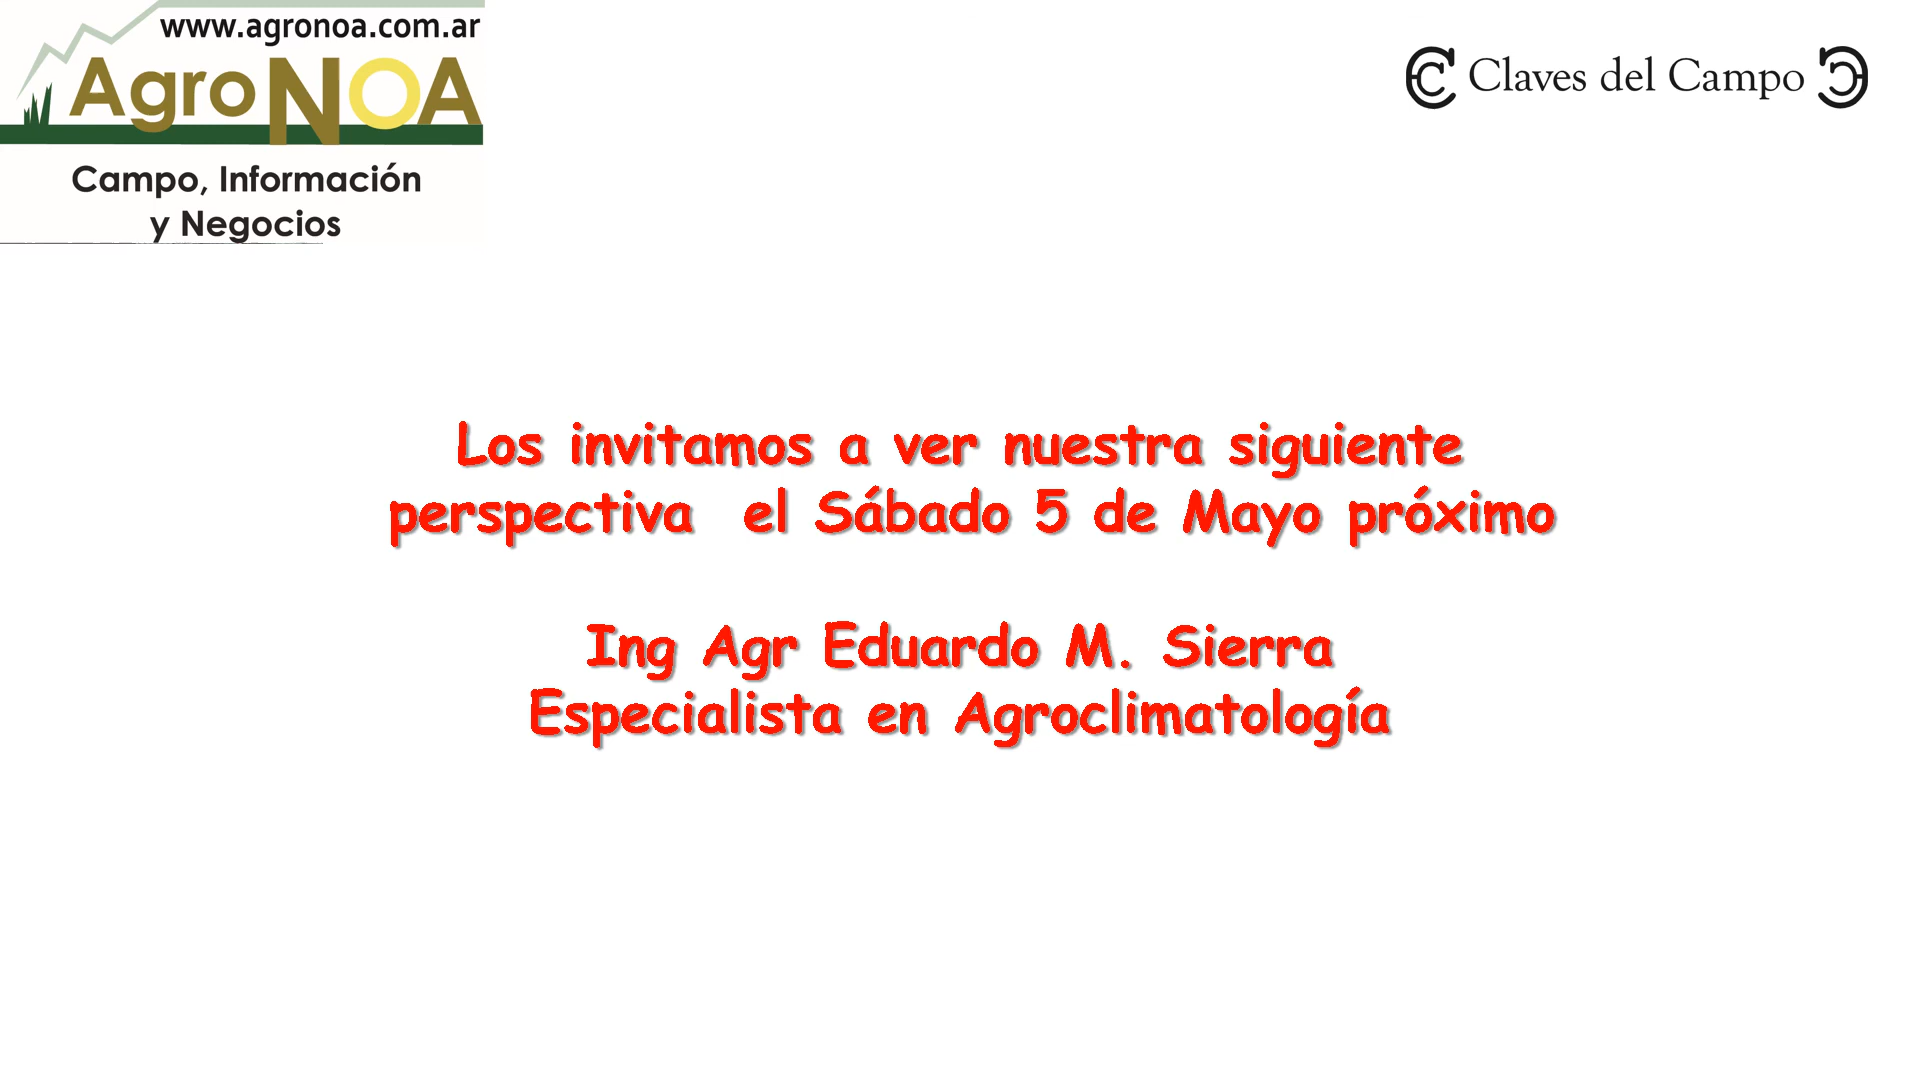 www.agronoa.com.ar
AgroNOA
Campo, Información
y Negocios
Claves del Campo
Los invitamos a ver nuestra siguiente
perspectiva el Sábado 5 de Mayo próximo
Ing Agr Eduardo M. Sierra
Especialista en Agroclimatología